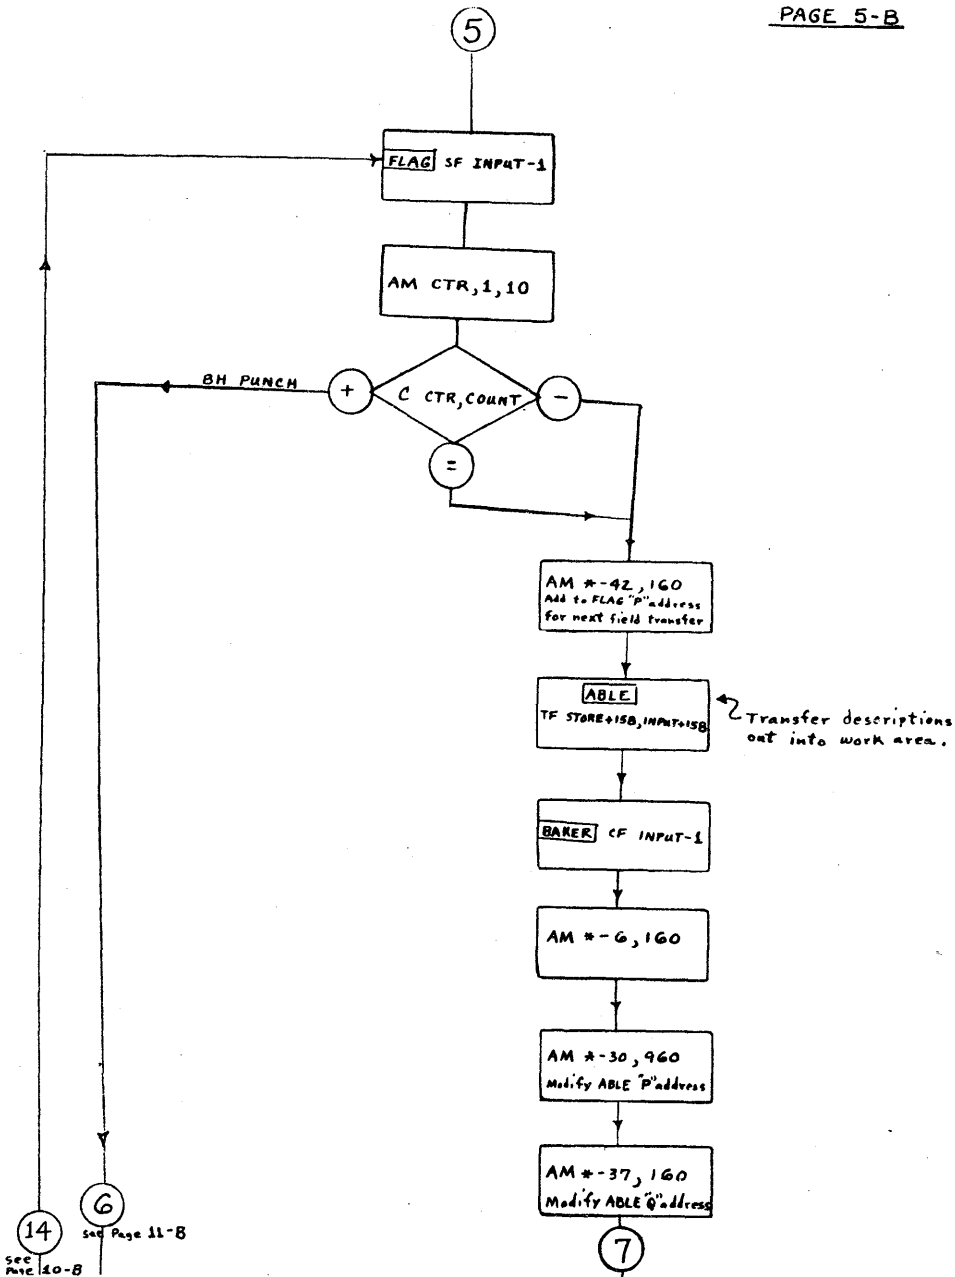 PAGE 5-B
5
FLAG SF INPUT-1
AM CTR,1,10
BH PUNCH
+
C CTR,COUNT
-
=
AM *-42,160
Add to FLAG "P" address
for next field transfer
ABLE
TF STORE+158,INPUT+158
Transfer descriptions
out into work area.
BAKER CF INPUT-1
AM *-6,160
AM *-30,960
Modify ABLE "P" address
AM *-37,160
Modify ABLE "Q" address
6
See Page 11-B
14
See
Page 10-B
7